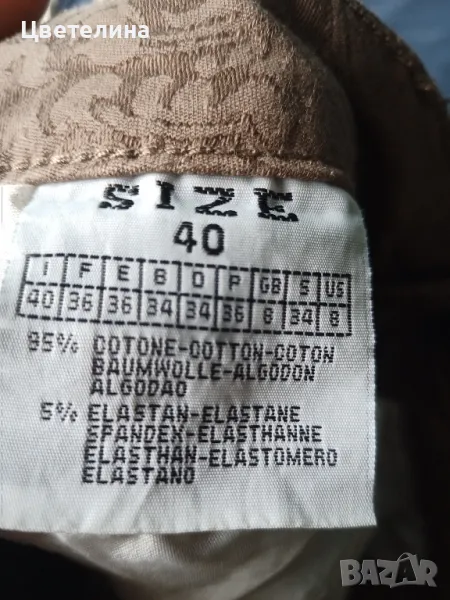 Цветелина
SIZE
40
I F E B D P GB S US
40 36 36 34 34 36 8 34 8
95% COTONE-COTTON-COTON
BAUMWOLLE-ALGODON
ALGODAO
5% ELASTAN-ELASTANE
SPANDEX-ELASTHANNE
ELASTHAN-ELASTOMERO
ELASTANO
BAZAR